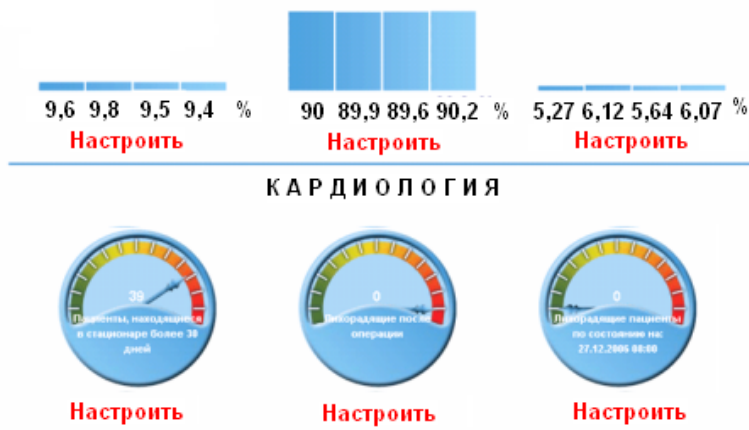 9,6 9,8 9,5 9,4 %
90 89,9 89,6 90,2 %
5,27 6,12 5,64 6,07 %
Настроить
Настроить
Настроить
КАРДИОЛОГИЯ
39
Пациенты, находящиеся
в стационаре более 30
дней
0
Лихорадящие после
операции
0
Лихорадящие пациенты
по состоянию на:
27.12.2006 08:00
Настроить
Настроить
Настроить